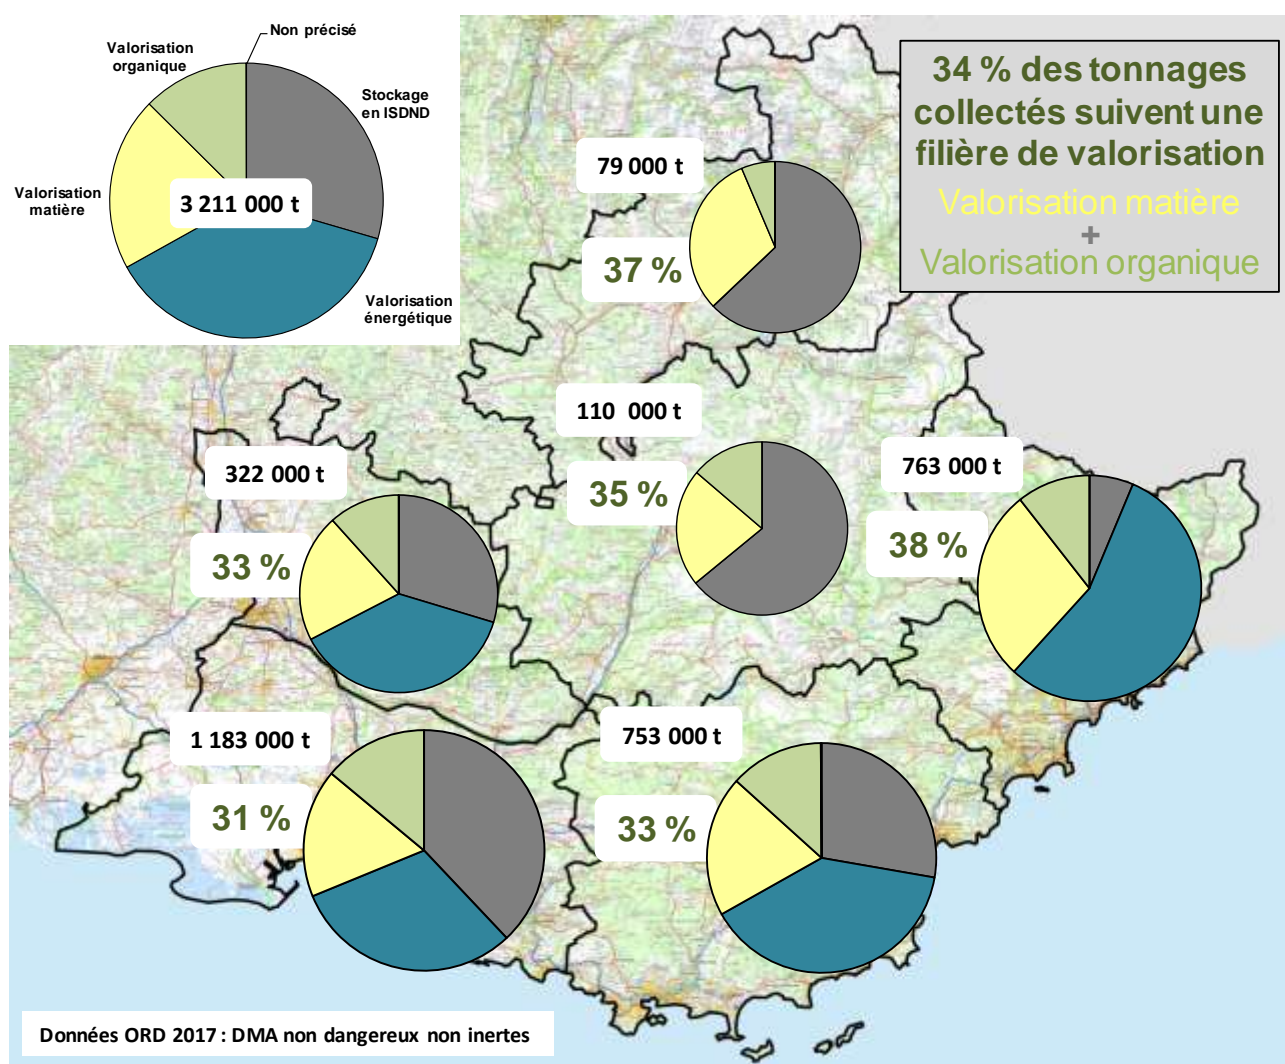 Non précisé
Valorisation
organique
Stockage
en ISDND
Valorisation
matière
3 211 000 t
Valorisation
énergétique
34 % des tonnages
collectés suivent une
filière de valorisation
Valorisation matière
+
Valorisation organique
79 000 t
37 %
110 000 t
35 %
763 000 t
38 %
322 000 t
33 %
1 183 000 t
31 %
753 000 t
33 %
Données ORD 2017 : DMA non dangereux non inertes